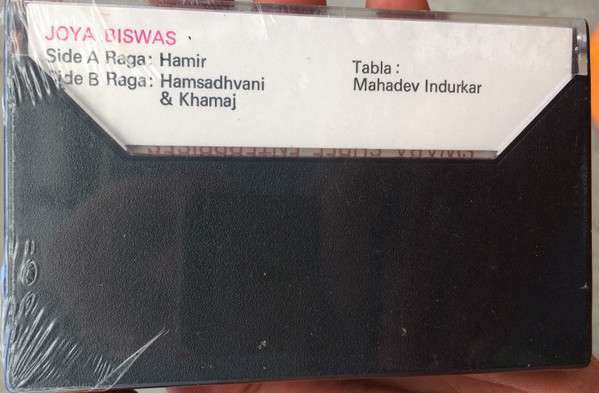 JOYA BISWAS
Side A Raga: Hamir
Side B Raga: Hamsadhvani
& Khamaj
Tabla:
Mahadev Indurkar